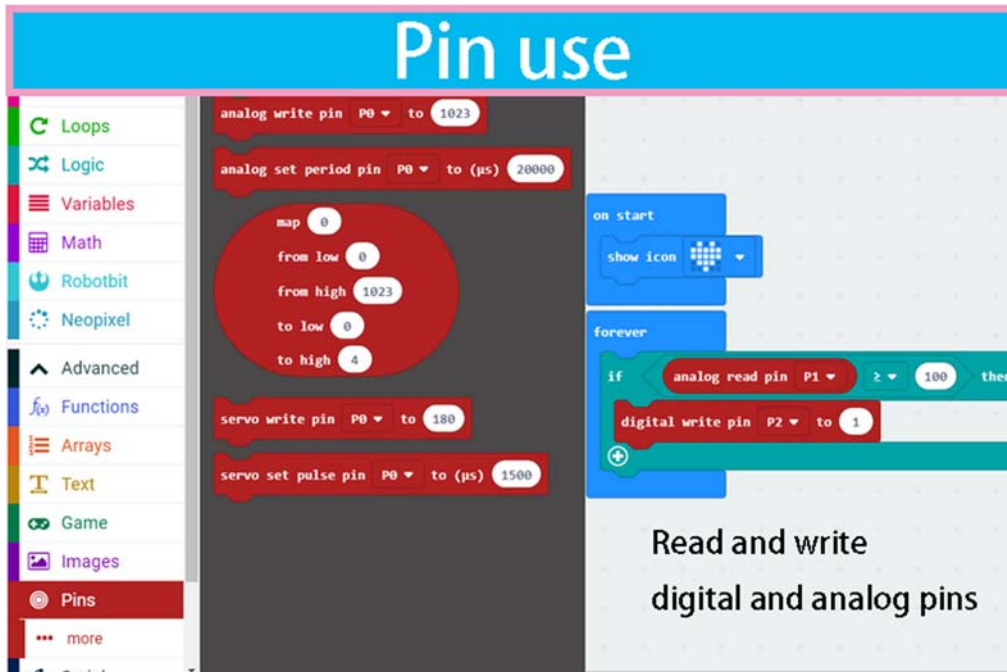 Pin use
Loops
Logic
Variables
Math
Robotbit
Neopixel
Advanced
f(x) Functions
Arrays
Text
Game
Images
Pins
more
analog write pin P0 to 1023
analog set period pin P0 to (µs) 20000
map 0
from low 0
from high 1023
to low 0
to high 4
servo write pin P0 to 180
servo set pulse pin P0 to (µs) 1500
on start
show icon
forever
if analog read pin P1 ≥ 100 then
digital write pin P2 to 1
Read and write
digital and analog pins